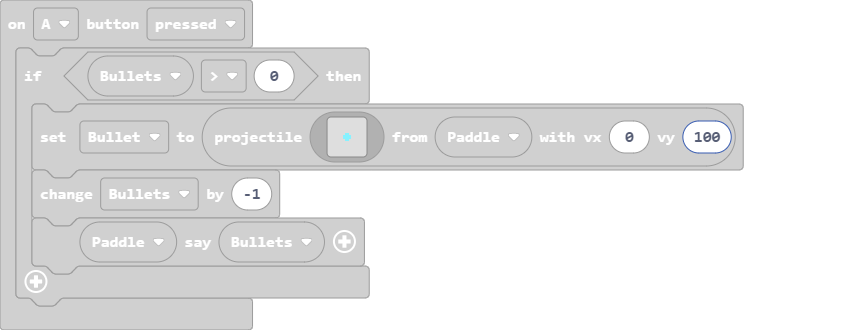 on A button pressed
if Bullets > 0 then
set Bullet to projectile from Paddle with vx 0 vy 100
change Bullets by -1
Paddle say Bullets